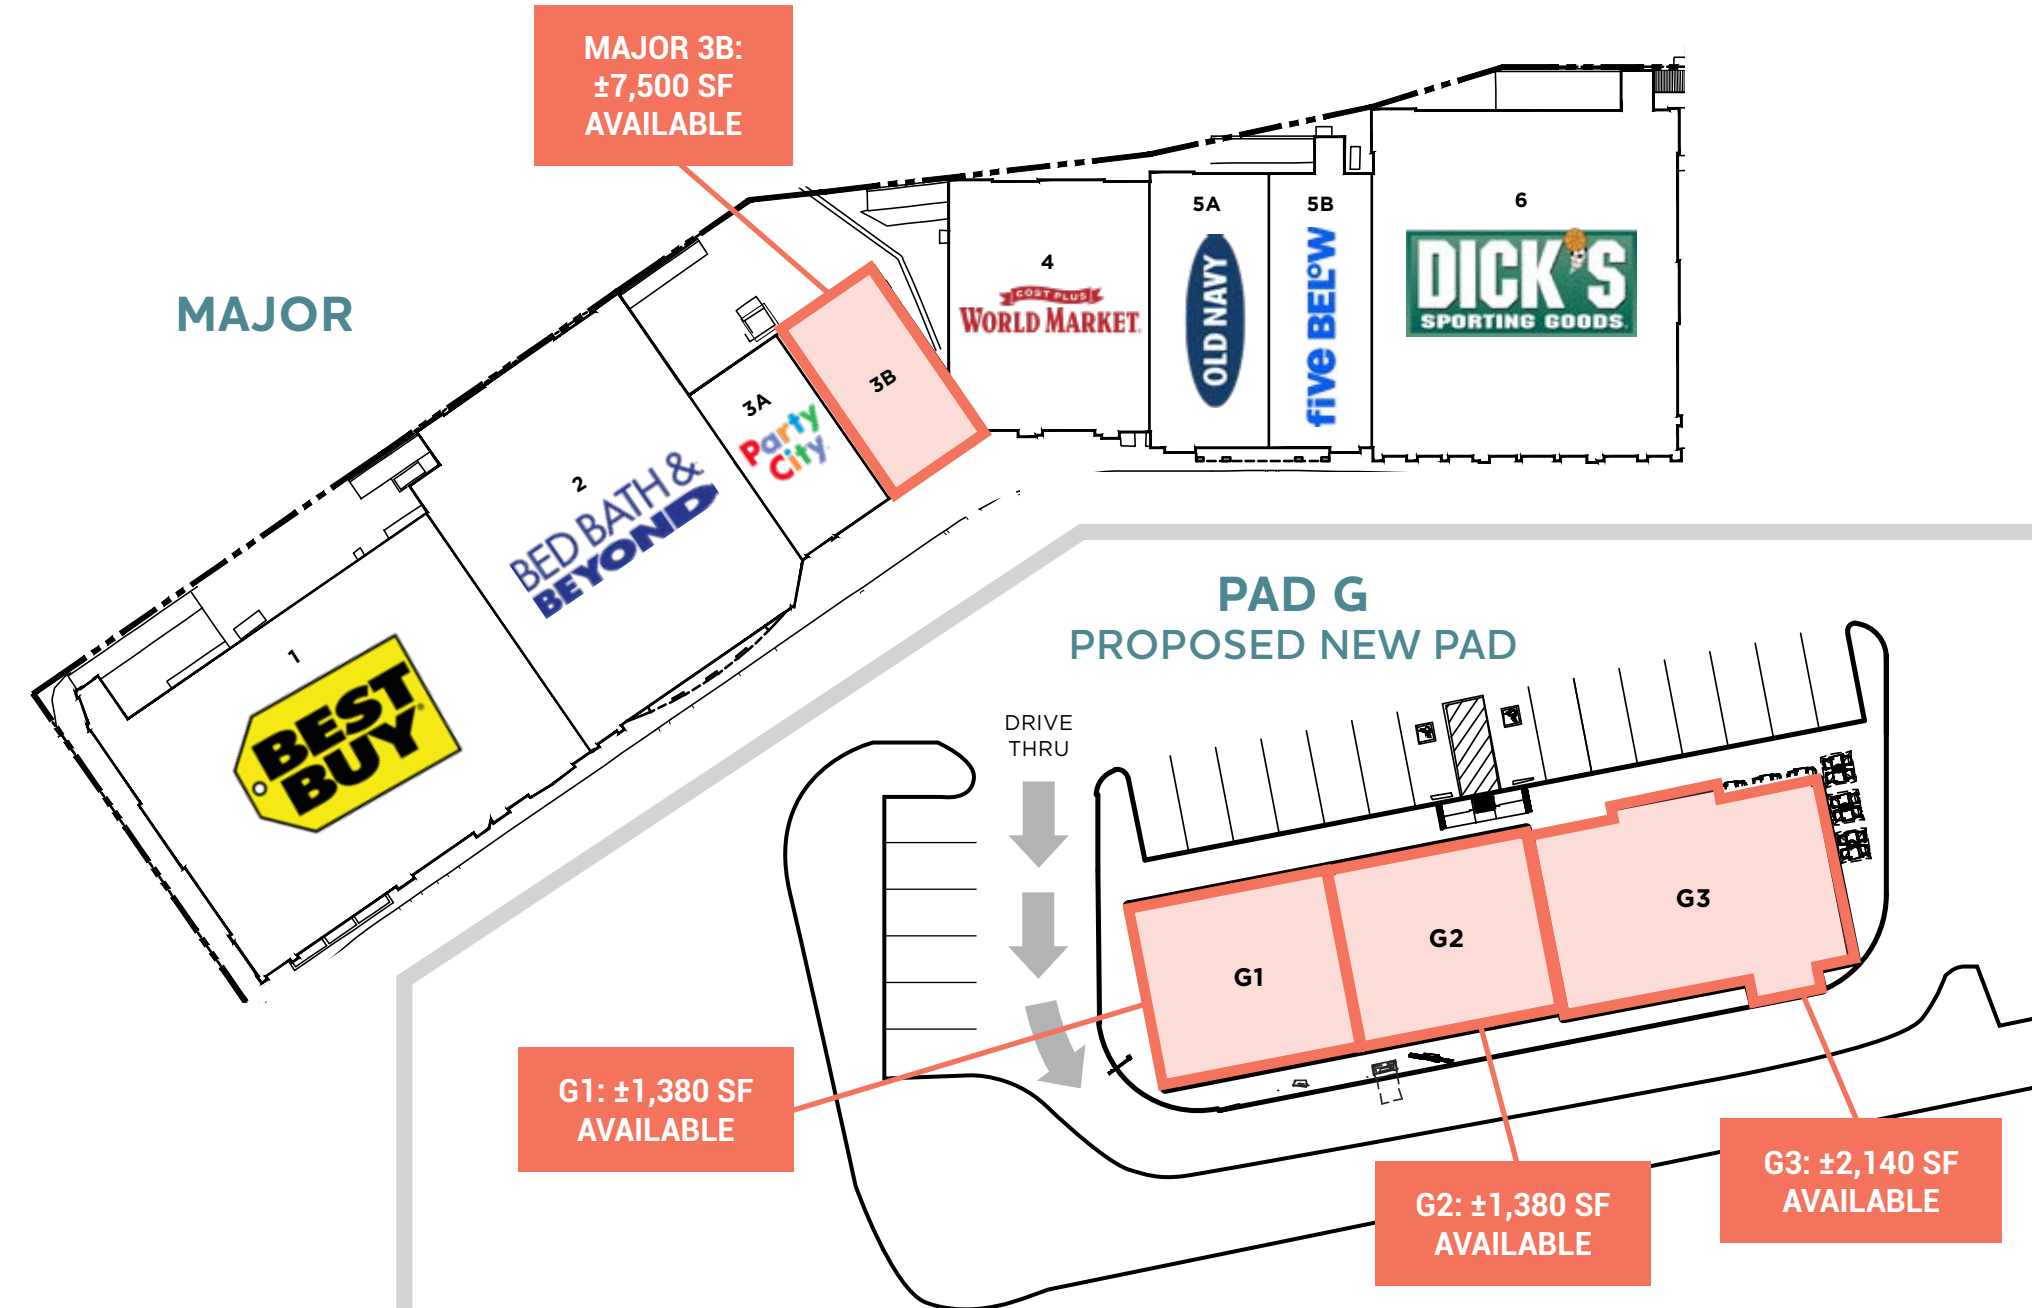 MAJOR 3B:
±7,500 SF
AVAILABLE
MAJOR
1
BEST
BUY
2
BED BATH &
BEYOND
3A
Party
City
3B
4
COST PLUS
WORLD MARKET
5A
OLD NAVY
5B
five BELOW
6
DICK'S
SPORTING GOODS
PAD G
PROPOSED NEW PAD
DRIVE
THRU
G1
G2
G3
G1: ±1,380 SF
AVAILABLE
G2: ±1,380 SF
AVAILABLE
G3: ±2,140 SF
AVAILABLE